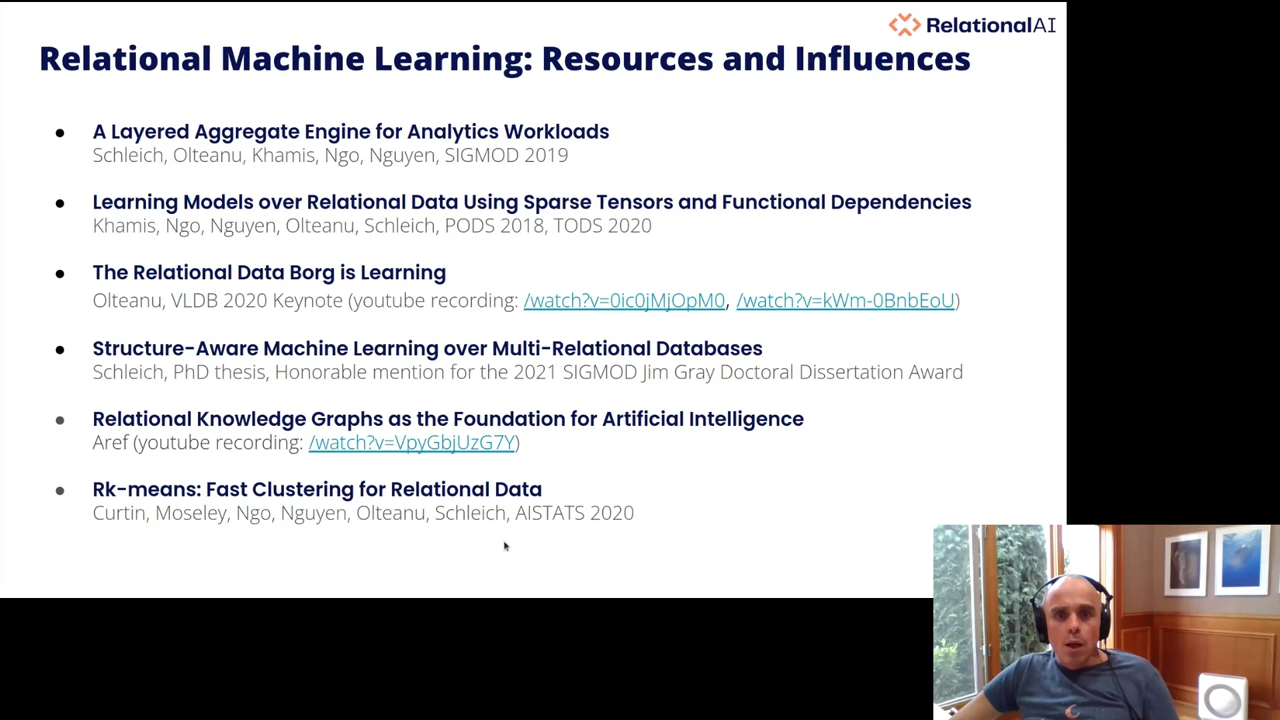 RelationalAI
Relational Machine Learning: Resources and Influences
A Layered Aggregate Engine for Analytics Workloads
Schleich, Olteanu, Khamis, Ngo, Nguyen, SIGMOD 2019
Learning Models over Relational Data Using Sparse Tensors and Functional Dependencies
Khamis, Ngo, Nguyen, Olteanu, Schleich, PODS 2018, TODS 2020
The Relational Data Borg is Learning
Olteanu, VLDB 2020 Keynote (youtube recording: /watch?v=0ic0jMjOpM0, /watch?v=kWm-0BnbEoU)
Structure-Aware Machine Learning over Multi-Relational Databases
Schleich, PhD thesis, Honorable mention for the 2021 SIGMOD Jim Gray Doctoral Dissertation Award
Relational Knowledge Graphs as the Foundation for Artificial Intelligence
Aref (youtube recording: /watch?v=VpyGbjUzG7Y)
Rk-means: Fast Clustering for Relational Data
Curtin, Moseley, Ngo, Nguyen, Olteanu, Schleich, AISTATS 2020